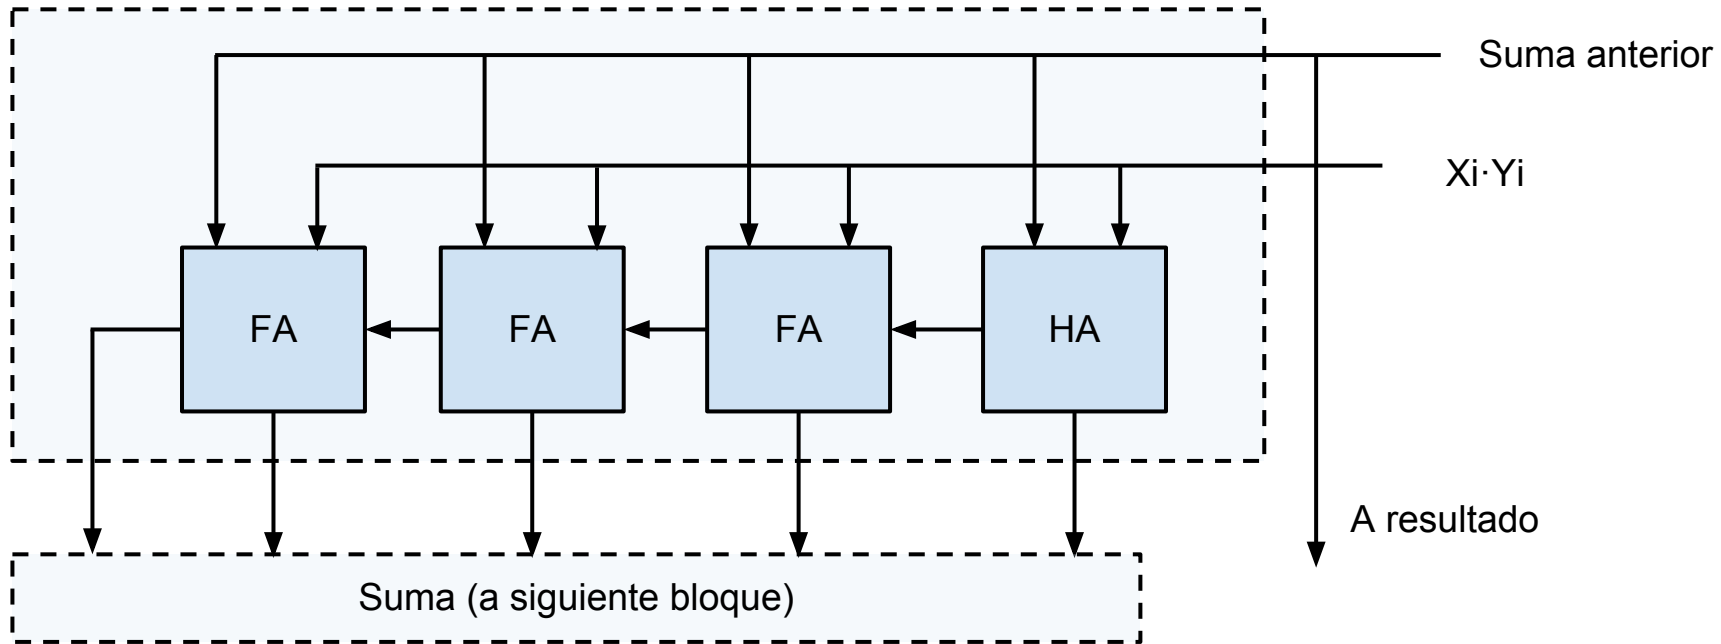 Suma anterior
Xi·Yi
FA
FA
FA
HA
A resultado
Suma (a siguiente bloque)